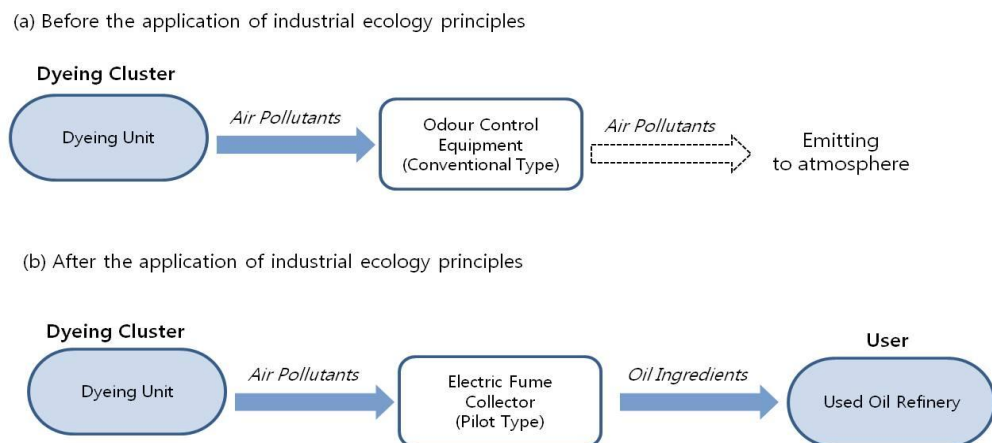 (a) Before the application of industrial ecology principles
Dyeing Cluster
Dyeing Unit
Air Pollutants
Odour Control
Equipment
(Conventional Type)
Air Pollutants
Emitting
to atmosphere
(b) After the application of industrial ecology principles
Dyeing Cluster
Dyeing Unit
Air Pollutants
Electric Fume
Collector
(Pilot Type)
Oil Ingredients
User
Used Oil Refinery